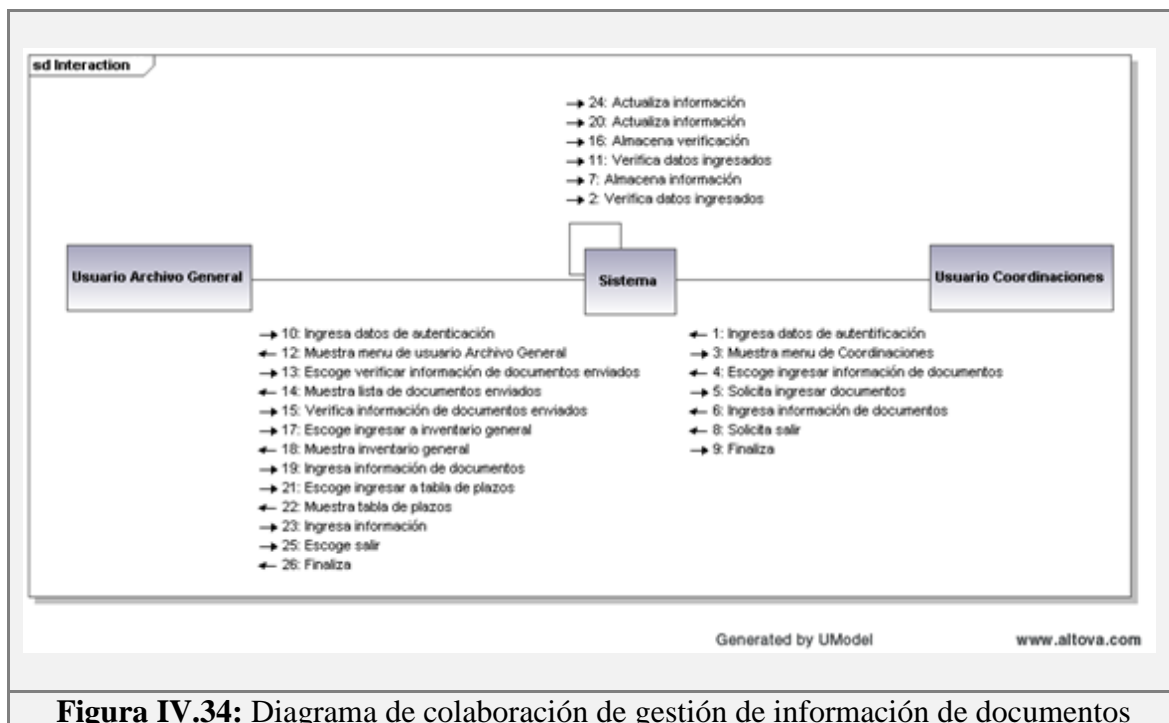 sd Interaction
24: Actualiza información
20: Actualiza información
16: Almacena verificación
11: Verifica datos ingresados
7: Almacena información
2: Verifica datos ingresados
Usuario Archivo General
Sistema
Usuario Coordinaciones
10: Ingresa datos de autenticación
12: Muestra menu de usuario Archivo General
13: Escoge verificar información de documentos enviados
14: Muestra lista de documentos enviados
15: Verifica información de documentos enviados
17: Escoge ingresar a inventario general
18: Muestra inventario general
19: Ingresa información de documentos
21: Escoge ingresar a tabla de plazos
22: Muestra tabla de plazos
23: Ingresa información
25: Escoge salir
26: Finaliza
1: Ingresa datos de autentificación
3: Muestra menu de Coordinaciones
4: Escoge ingresar información de documentos
5: Solicita ingresar documentos
6: Ingresa información de documentos
8: Solicita salir
9: Finaliza
Generated by UModel
www.altova.com
Figura IV.34: Diagrama de colaboración de gestión de información de documentos